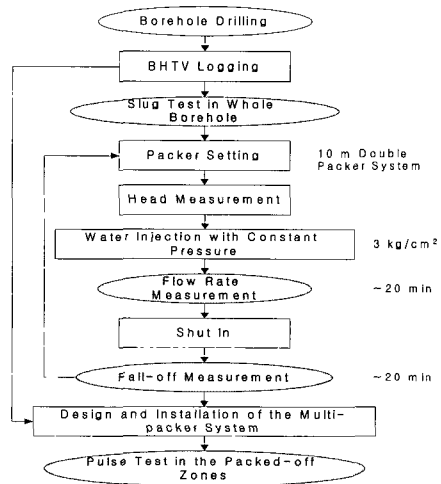 Borehole Drilling
BHTV Logging
Slug Test in Whole
Borehole
Packer Setting
10 m Double
Packer System
Head Measurement
Water Injection with Constant
Pressure
3 kg/cm²
Flow Rate
Measurement
~20 min
Shut In
Fall-off Measurement
~20 min
Design and Installation of the Multi-
packer System
Pulse Test in the Packed-off
Zones